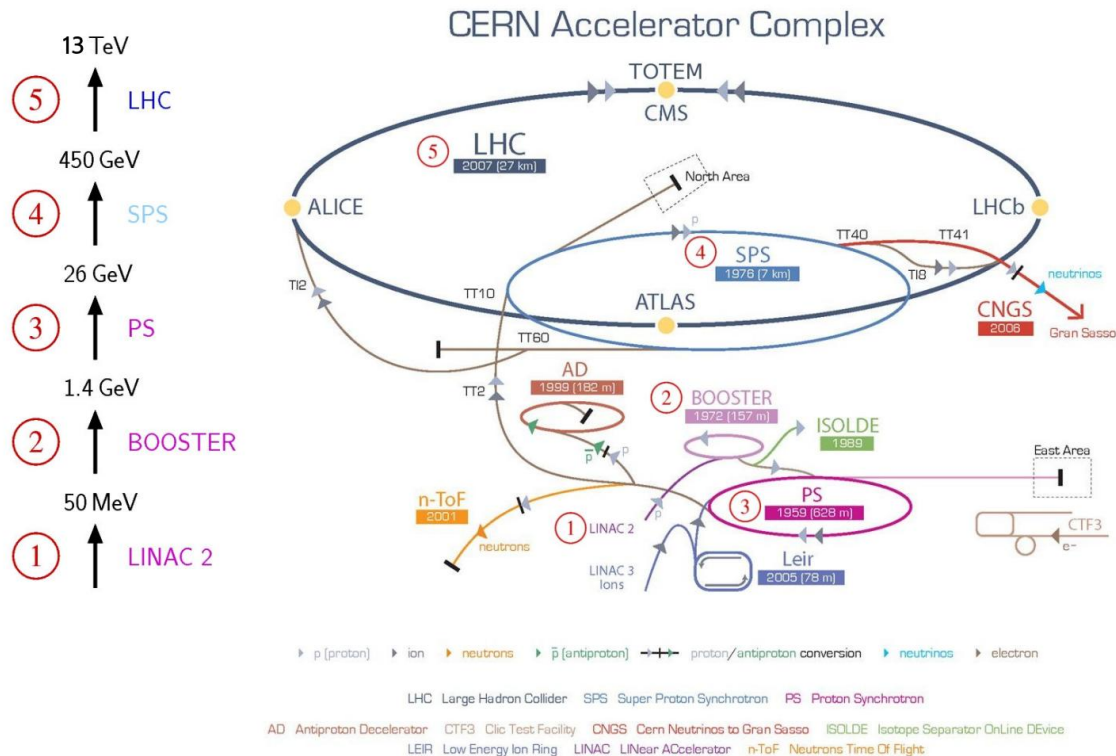 CERN Accelerator Complex
13 TeV
5
LHC
450 GeV
4
SPS
26 GeV
3
PS
1.4 GeV
2
BOOSTER
50 MeV
1
LINAC 2
TOTEM
CMS
5
LHC
2007 (27 km)
North Area
ALICE
LHCb
p
TT40
TT41
4
SPS
1976 (7 km)
TI8
neutrinos
TI2
TT10
ATLAS
CNGS
2006
Gran Sasso
TT60
AD
1999 (182 m)
TT2
2
BOOSTER
1972 (157 m)
ISOLDE
1989
p̄
p
East Area
n-ToF
2001
p
3
PS
1959 (628 m)
1
LINAC 2
neutrons
CTF3
e-
LINAC 3
Ions
Leir
2005 (78 m)
p (proton) ion neutrons p̄ (antiproton) proton/antiproton conversion neutrinos electron
LHC Large Hadron Collider SPS Super Proton Synchrotron PS Proton Synchrotron
AD Antiproton Decelerator CTF3 Clic Test Facility CNGS Cern Neutrinos to Gran Sasso ISOLDE Isotope Separator OnLine DEvice
LEIR Low Energy Ion Ring LINAC LINear ACcelerator n-ToF Neutrons Time Of Flight